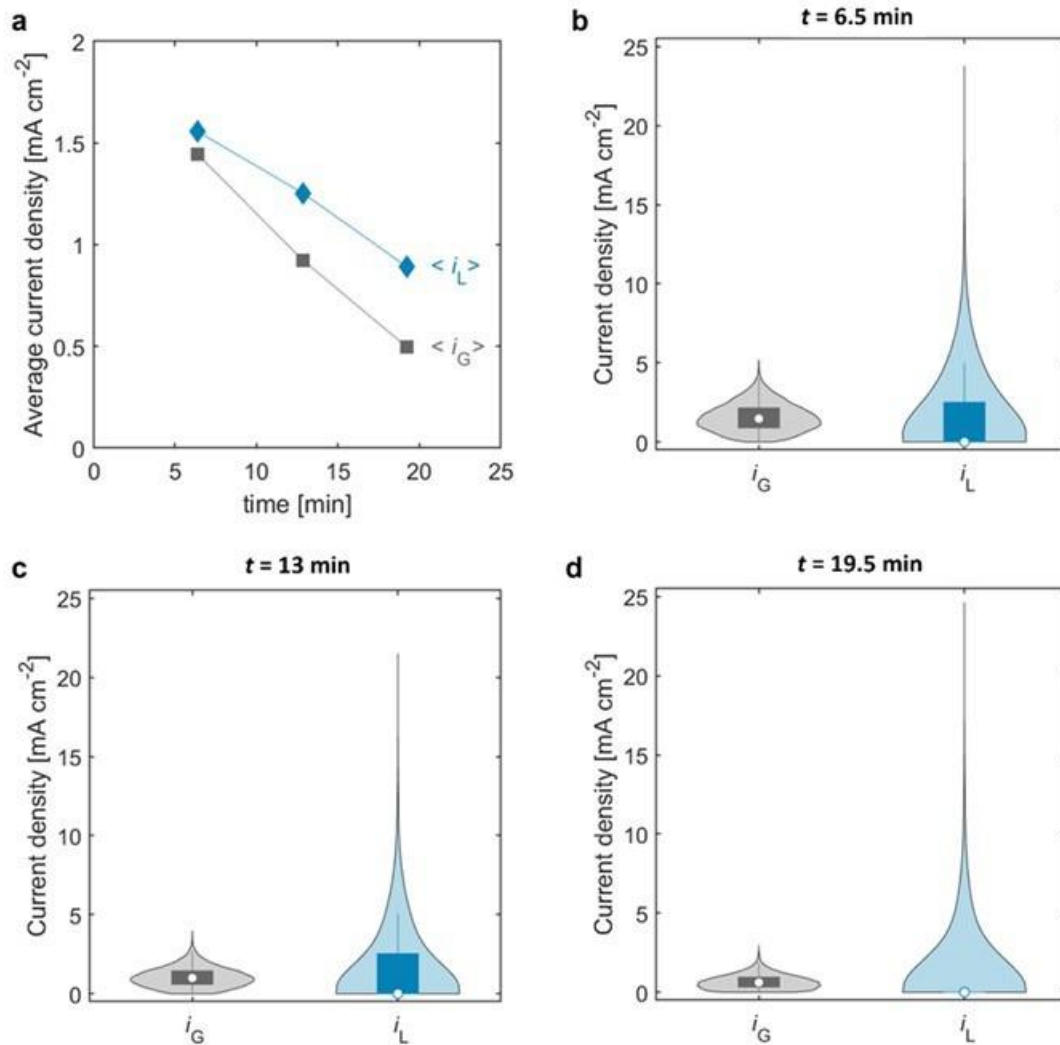 a
2
1.5
1
0.5
0
0 5 10 15 20 25
Average current density [mA cm⁻²]
time [min]
< i_L >
< i_G >
b
t = 6.5 min
25
20
15
10
5
0
Current density [mA cm⁻²]
i_G i_L
c
t = 13 min
25
20
15
10
5
0
Current density [mA cm⁻²]
i_G i_L
d
t = 19.5 min
25
20
15
10
5
0
Current density [mA cm⁻²]
i_G i_L